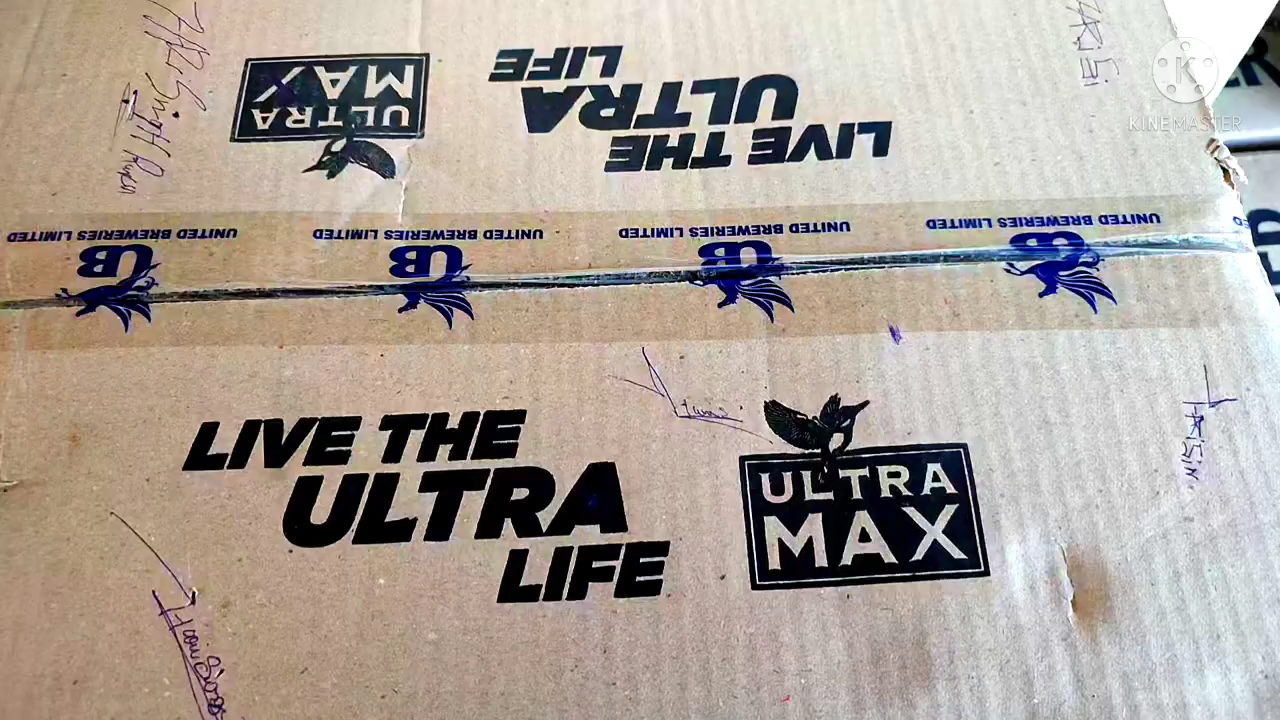 ULTRA
MAX
LIVE THE
ULTRA
LIFE
KINEMASTER
UNITED BREWERIES LIMITED
UB
UNITED BREWERIES LIMITED
UB
UNITED BREWERIES LIMITED
UB
UNITED BREWERIES LIMITED
UB
LIVE THE
ULTRA
LIFE
ULTRA
MAX